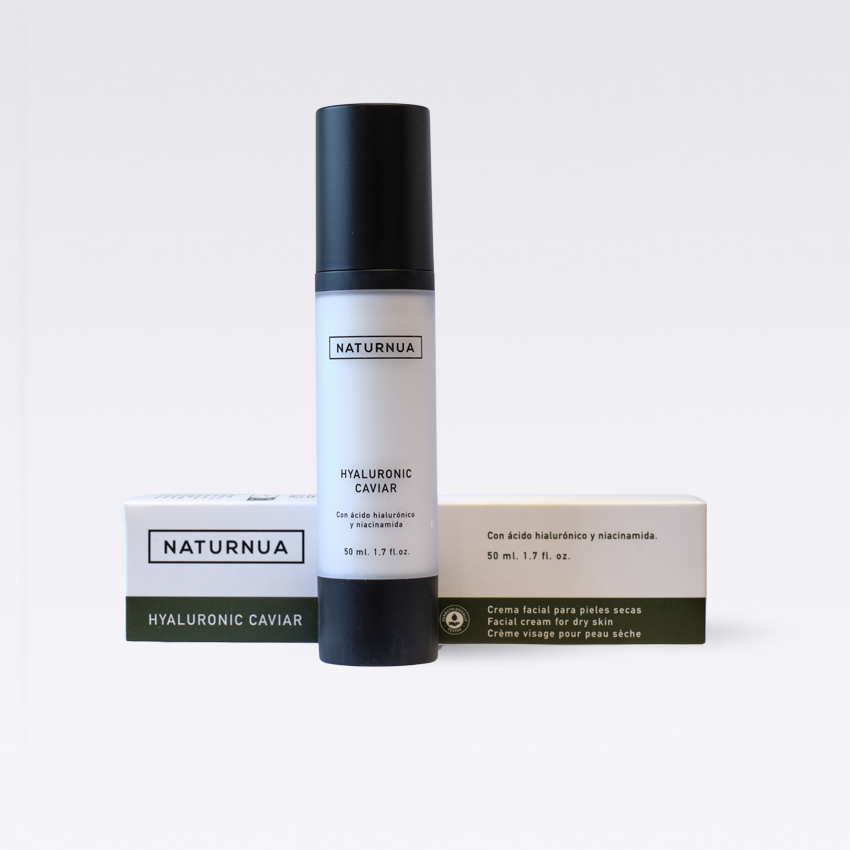 NATURNUA
HYALURONIC
CAVIAR
Con ácido hialurónico
y niacinamida
50 ml. 1,7 fl.oz.
NATURNUA
HYALURONIC CAVIAR
Con ácido hialurónico y niacinamida.
50 ml. 1.7 fl. oz.
Crema facial para pieles secas
Facial cream for dry skin
Crème visage pour peau sèche